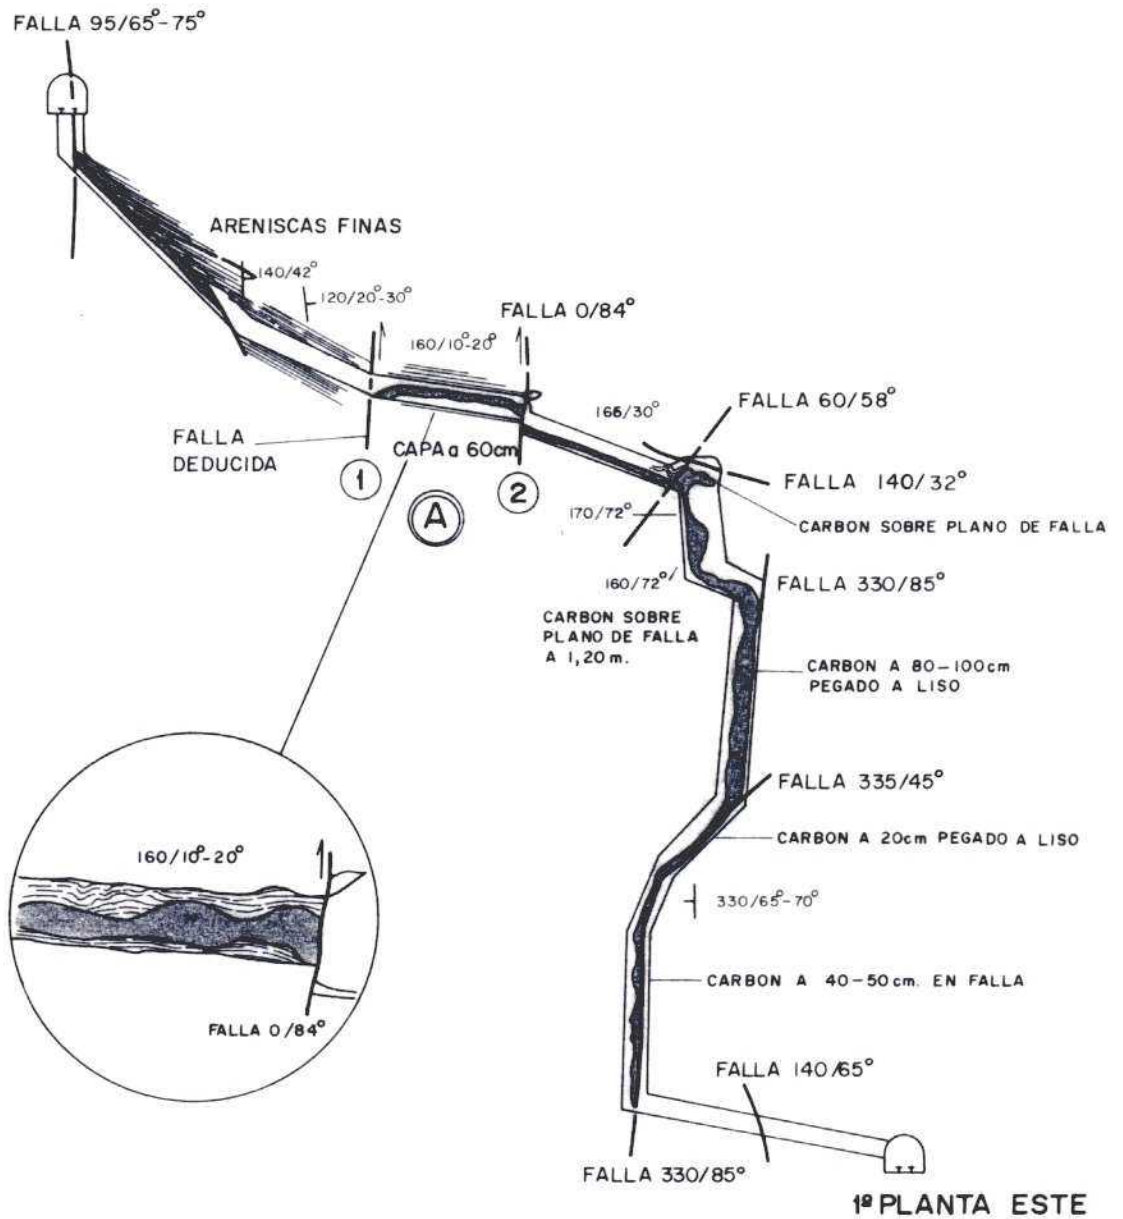 FALLA 95/65°-75°
ARENISCAS FINAS
140/42°
120/20°-30°
FALLA 0/84°
160/10°-20°
FALLA 60/58°
166/30°
FALLA
DEDUCIDA
CAPA a 60cm
1
2
A
FALLA 140/32°
170/72°
CARBON SOBRE PLANO DE FALLA
160/72°
FALLA 330/85°
CARBON SOBRE
PLANO DE FALLA
A 1,20 m.
CARBON A 80-100cm
PEGADO A LISO
FALLA 335/45°
CARBON A 20cm PEGADO A LISO
160/10°-20°
330/65°-70°
CARBON A 40-50cm. EN FALLA
FALLA 0/84°
FALLA 140/65°
FALLA 330/85°
1ª PLANTA ESTE